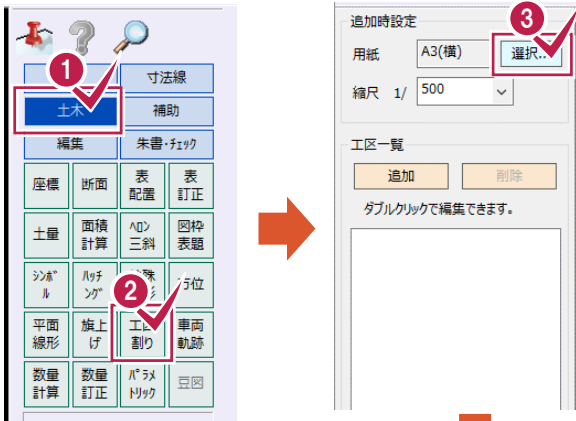 1
寸法線
土木
補助
編集
朱書・ﾁｪｯｸ
座標
断面
表
配置
表
訂正
土量
面積
計算
ﾍﾛﾝ
三斜
図枠
表題
ｼﾝﾎﾞ
ﾙ
ﾊｯﾁ
ﾝｸﾞ
2
平面
線形
旗上
げ
工区
割り
車両
軌跡
数量
計算
数量
訂正
ﾊﾟﾗﾒ
ﾄﾘｯｸ
豆図
追加時設定
3
用紙
A3(横)
選択..
縮尺 1/
500
工区一覧
追加
削除
ダブルクリックで編集できます。